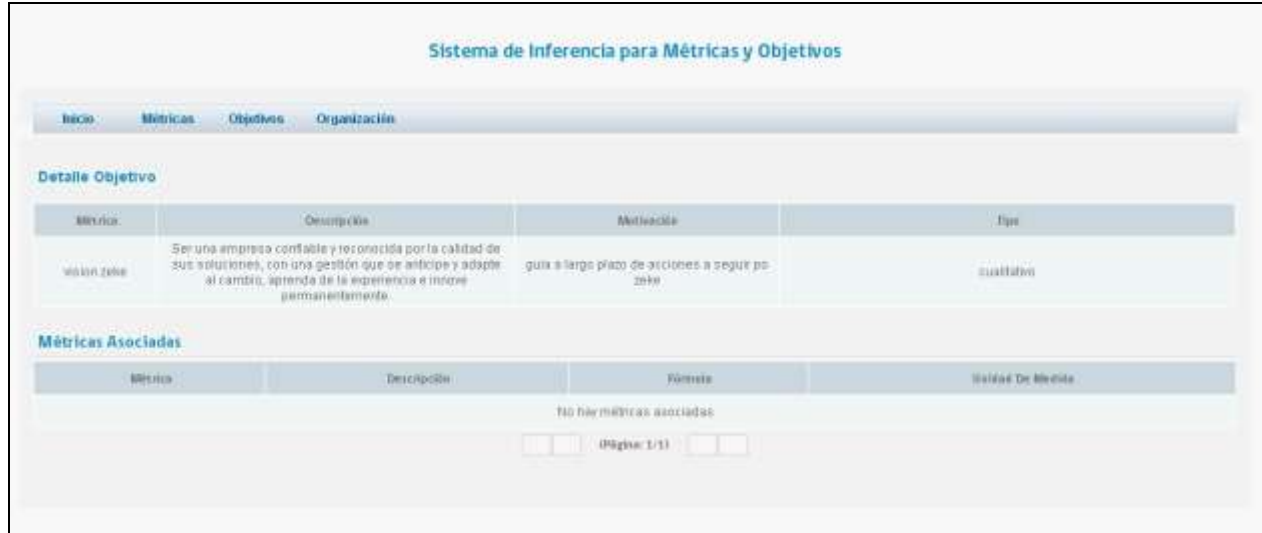 Sistema de Inferencia para Métricas y Objetivos
Inicio Métricas Objetivos Organización
Detalle Objetivo
Métrica Descripción Motivación Tipo
Ser una empresa confiable y reconocida por la calidad de
sus soluciones, con una gestión que se anticipe y adapte
al cambio, aprenda de la experiencia e innove
permanentemente
vision zeke
guia a largo plazo de acciones a seguir po
zeke
cualitativo
Métricas Asociadas
Métrica Descripción Fórmula Unidad De Medida
No hay métricas asociadas
(Página: 1/1)